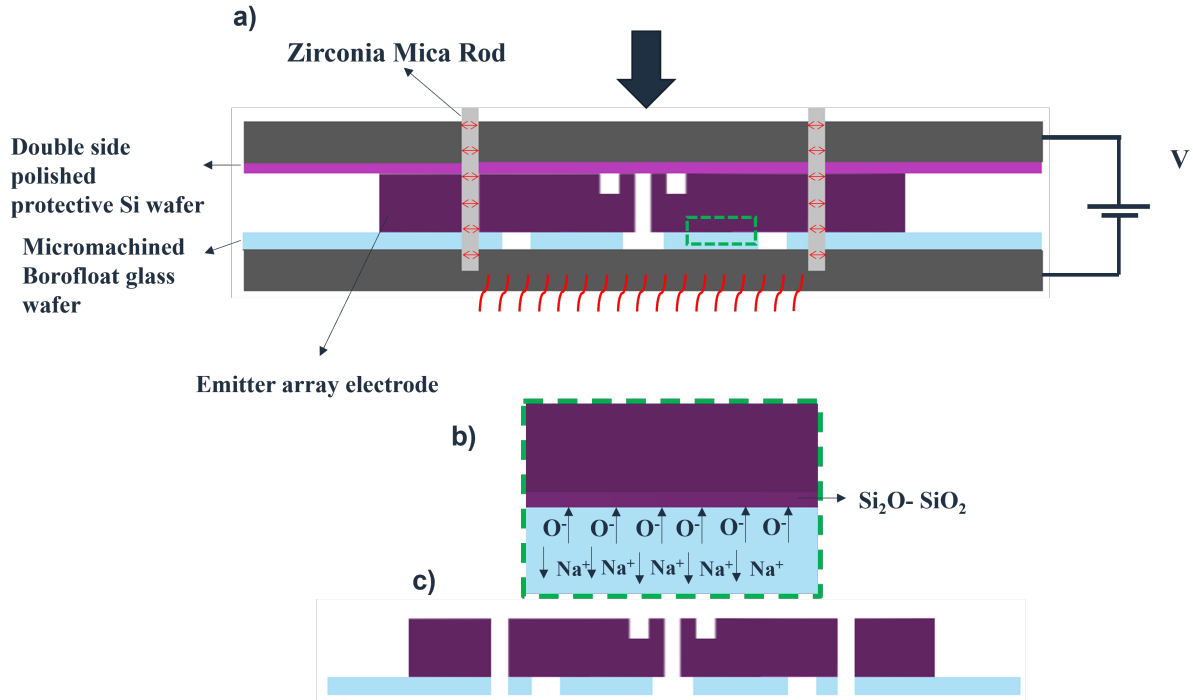 a)
Zirconia Mica Rod
Double side
polished
protective Si wafer
Micromachined
Borofloat glass
wafer
V
Emitter array electrode
b)
Si₂O- SiO₂
O⁻ O⁻ O⁻ O⁻ O⁻ O⁻
Na⁺ Na⁺ Na⁺ Na⁺ Na⁺
c)